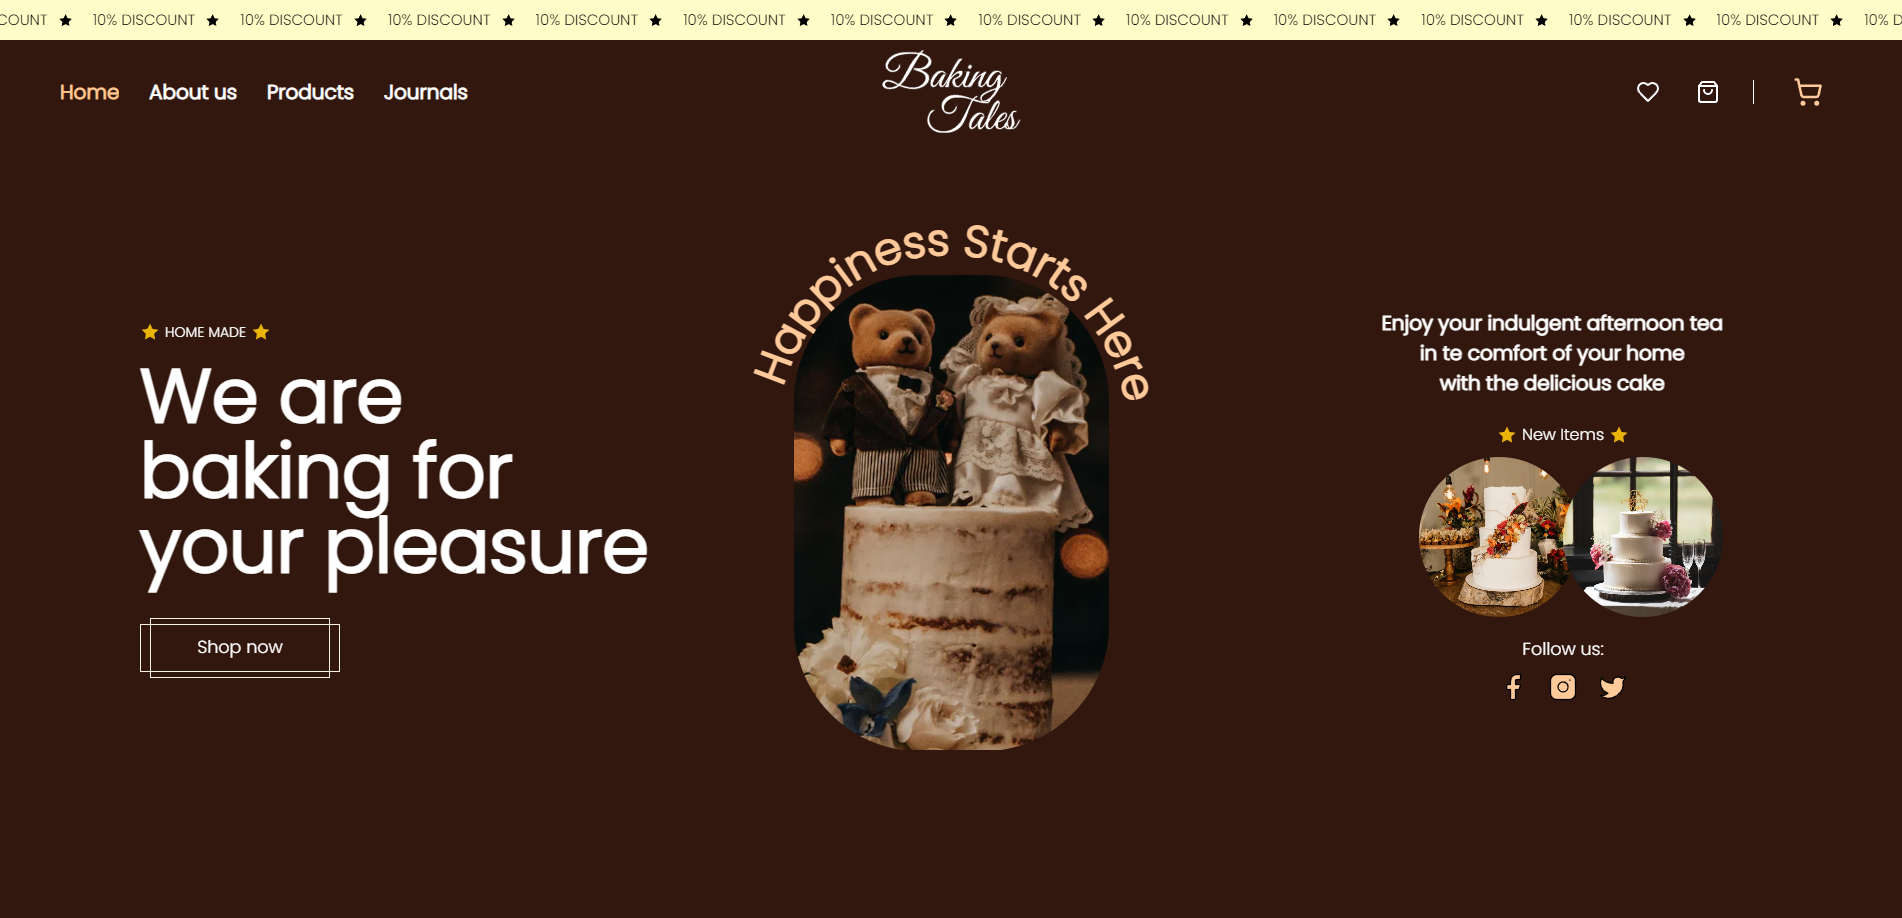 COUNT ★ 10% DISCOUNT ★ 10% DISCOUNT ★ 10% DISCOUNT ★ 10% DISCOUNT ★ 10% DISCOUNT ★ 10% DISCOUNT ★ 10% DISCOUNT ★ 10% DISCOUNT ★ 10% DISCOUNT ★ 10% DISCOUNT ★ 10% DISCOUNT ★ 10% DISCOUNT ★ 10% D
Home About us Products Journals
Baking
Tales
Happiness Starts Here
★ HOME MADE ★
We are
baking for
your pleasure
Shop now
Enjoy your indulgent afternoon tea
in te comfort of your home
with the delicious cake
★ New Items ★
Follow us: